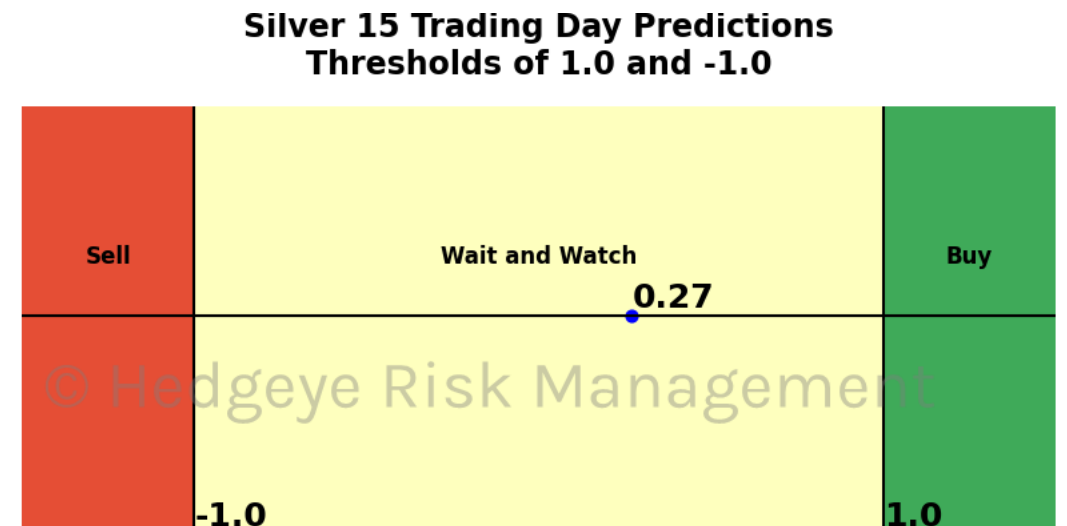 Silver 15 Trading Day Predictions
Thresholds of 1.0 and -1.0
Sell
Wait and Watch
Buy
0.27
© Hedgeye Risk Management
-1.0
1.0